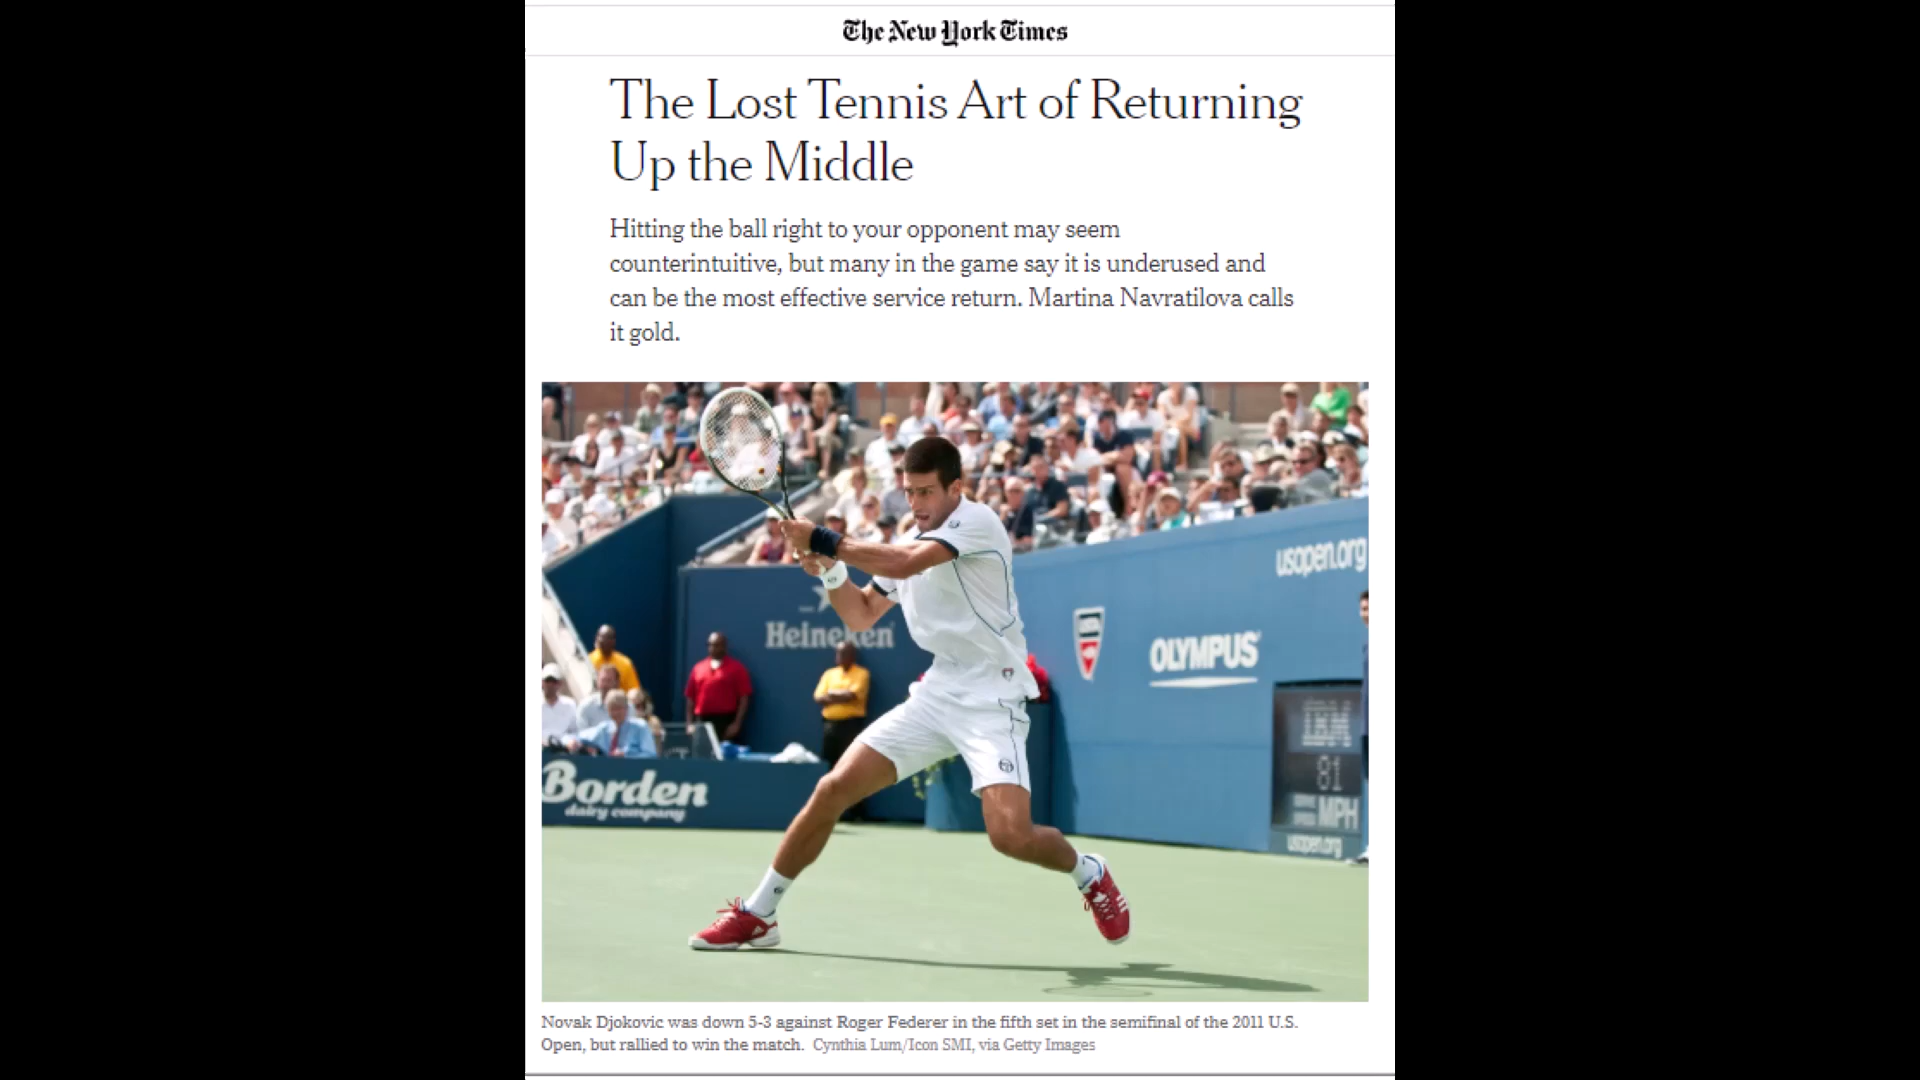 The New York Times
The Lost Tennis Art of Returning
Up the Middle
Hitting the ball right to your opponent may seem
counterintuitive, but many in the game say it is underused and
can be the most effective service return. Martina Navratilova calls
it gold.
usopen.org
Heineken
OLYMPUS
IBM
81
MPH
usopen.org
Borden
dairy company
Novak Djokovic was down 5-3 against Roger Federer in the fifth set in the semifinal of the 2011 U.S.
Open, but rallied to win the match. Cynthia Lum/Icon SMI, via Getty Images